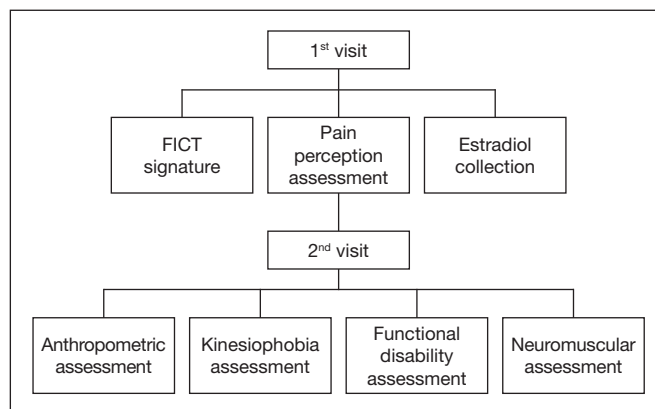 1st visit
FICT
signature
Pain
perception
assessment
Estradiol
collection
2nd visit
Anthropometric
assessment
Kinesiophobia
assessment
Functional
disability
assessment
Neuromuscular
assessment